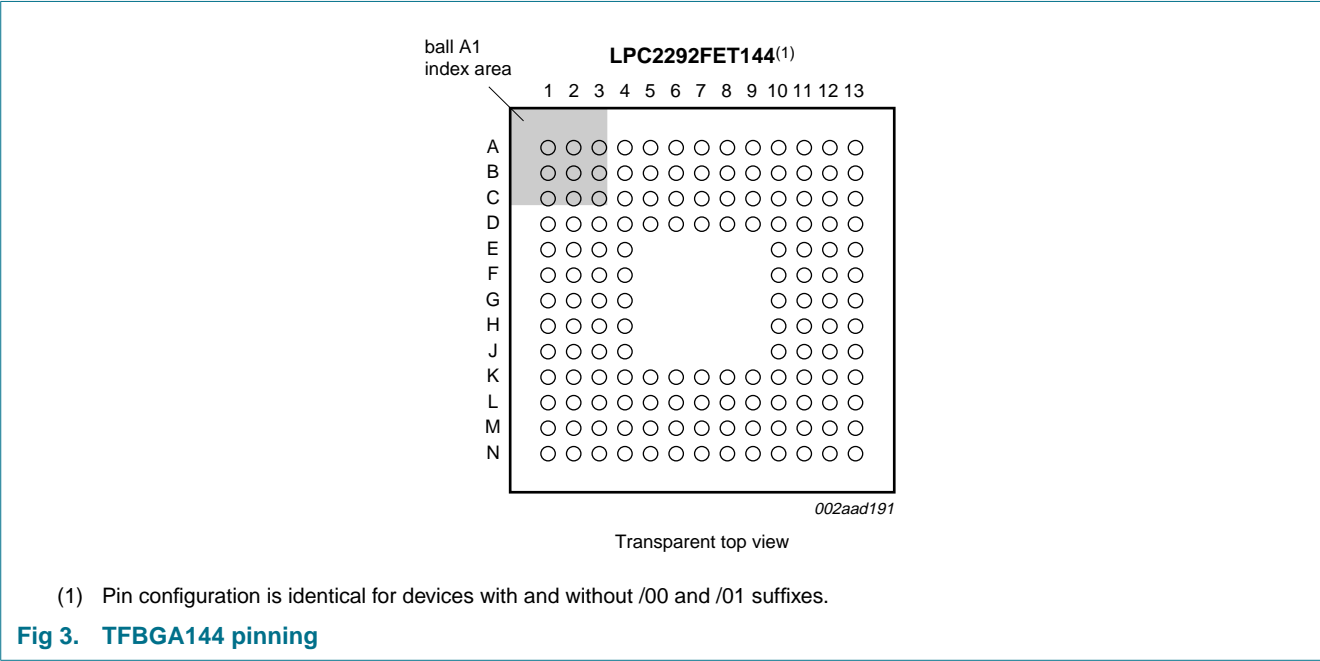 ball A1
index area
LPC2292FET144(1)
1 2 3 4 5 6 7 8 9 10 11 12 13
A
B
C
D
E
F
G
H
J
K
L
M
N
002aad191
Transparent top view
(1) Pin configuration is identical for devices with and without /00 and /01 suffixes.
Fig 3. TFBGA144 pinning